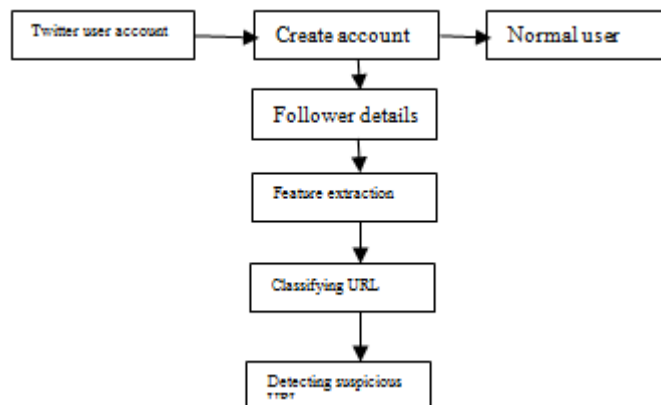 Twitter user account
Create account
Normal user
Follower details
Feature extraction
Classifying URL
Detecting suspicious